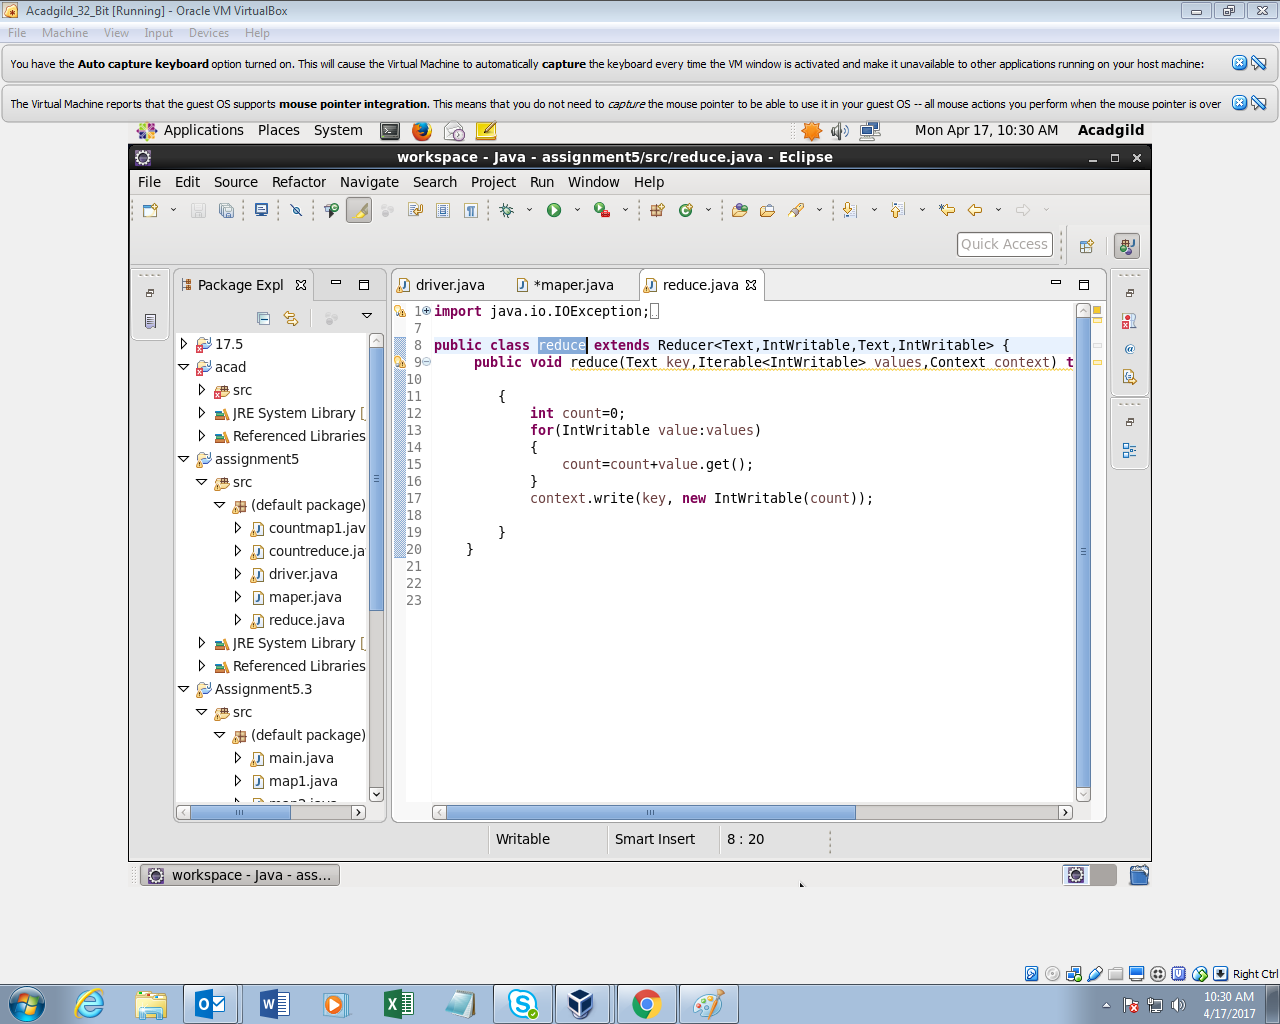 Acadgild_32_Bit [Running] - Oracle VM VirtualBox
File Machine View Input Devices Help
You have the Auto capture keyboard option turned on. This will cause the Virtual Machine to automatically capture the keyboard every time the VM window is activated and make it unavailable to other applications running on your host machine:
The Virtual Machine reports that the guest OS supports mouse pointer integration. This means that you do not need to capture the mouse pointer to be able to use it in your guest OS -- all mouse actions you perform when the mouse pointer is over
Applications Places System Mon Apr 17, 10:30 AM Acadgild
workspace - Java - assignment5/src/reduce.java - Eclipse
File Edit Source Refactor Navigate Search Project Run Window Help
Quick Access
Package Expl
driver.java *maper.java reduce.java
17.5
acad
src
JRE System Library [
Referenced Libraries
assignment5
src
(default package)
countmap1.jav
countreduce.ja
driver.java
maper.java
reduce.java
JRE System Library [
Referenced Libraries
Assignment5.3
src
(default package)
main.java
map1.java
1 import java.io.IOException;
7
8 public class reduce extends Reducer<Text,IntWritable,Text,IntWritable> {
9 public void reduce(Text key,Iterable<IntWritable> values,Context context) t
10
11 {
12 int count=0;
13 for(IntWritable value:values)
14 {
15 count=count+value.get();
16 }
17 context.write(key, new IntWritable(count));
18
19 }
20 }
21
22
23
Writable Smart Insert 8 : 20
workspace - Java - ass...
Right Ctrl
10:30 AM
4/17/2017